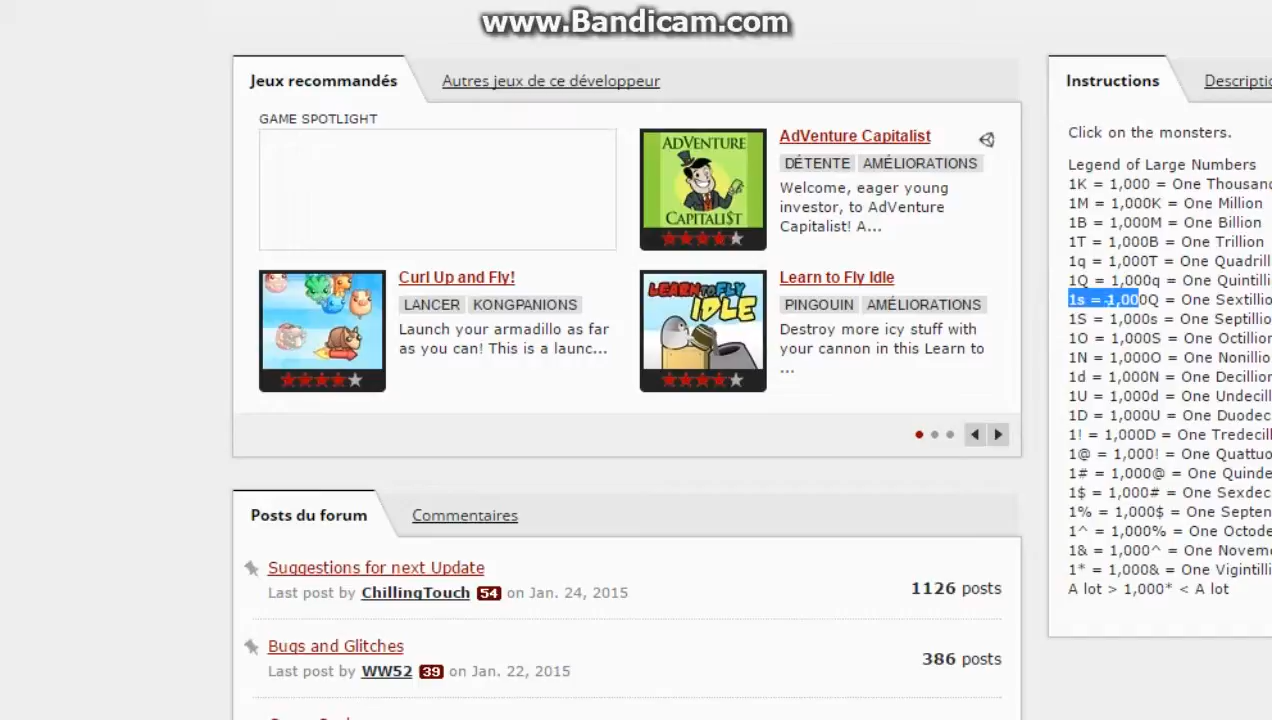 www.Bandicam.com
Jeux recommandés
Autres jeux de ce développeur
GAME SPOTLIGHT
ADVENTURE
CAPITALI$T
AdVenture Capitalist
DÉTENTE AMÉLIORATIONS
Welcome, eager young
investor, to AdVenture
Capitalist! A...
Curl Up and Fly!
LANCER KONGPANIONS
Launch your armadillo as far
as you can! This is a launc...
LEARN TO FLY
IDLE
Learn to Fly Idle
PINGOUIN AMÉLIORATIONS
Destroy more icy stuff with
your cannon in this Learn to
...
Posts du forum
Commentaires
Suggestions for next Update
Last post by ChillingTouch 54 on Jan. 24, 2015
1126 posts
Bugs and Glitches
Last post by WW52 39 on Jan. 22, 2015
386 posts
Instructions
Descriptio
Click on the monsters.
Legend of Large Numbers
1K = 1,000 = One Thousand
1M = 1,000K = One Million
1B = 1,000M = One Billion
1T = 1,000B = One Trillion
1q = 1,000T = One Quadrill
1Q = 1,000q = One Quintilli
1s = 1,000Q = One Sextillio
1S = 1,000s = One Septillio
1O = 1,000S = One Octillion
1N = 1,000O = One Nonillio
1d = 1,000N = One Decillion
1U = 1,000d = One Undecill
1D = 1,000U = One Duodec
1! = 1,000D = One Tredecill
1@ = 1,000! = One Quattuo
1# = 1,000@ = One Quinde
1$ = 1,000# = One Sexdec
1% = 1,000$ = One Septen
1^ = 1,000% = One Octode
1& = 1,000^ = One Novem
1* = 1,000& = One Vigintilli
A lot > 1,000* < A lot